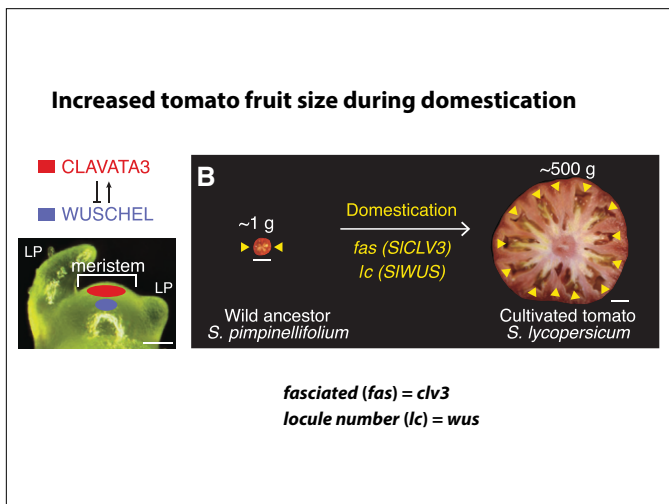 Increased tomato fruit size during domestication
CLAVATA3
WUSCHEL
LP
meristem
LP
B
~1 g
Domestication
fas (SlCLV3)
lc (SlWUS)
~500 g
Wild ancestor
S. pimpinellifolium
Cultivated tomato
S. lycopersicum
fasciated (fas) = clv3
locule number (lc) = wus